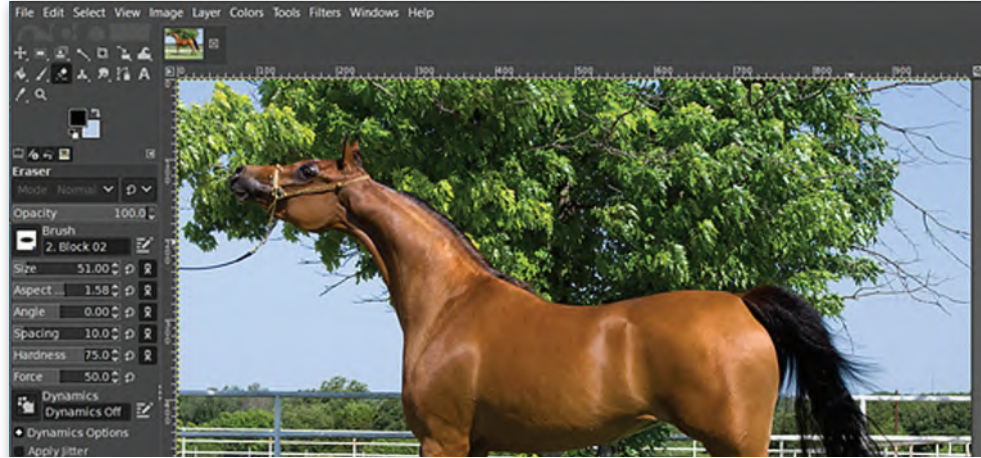 File Edit Select View Image Layer Colors Tools Filters Windows Help
0 100 200 300 400 500 600 700 800 900
Eraser
Mode Normal
Opacity 100.0
Brush
2. Block 02
Size 51.00
Aspect... 1.58
Angle 0.00
Spacing 10.0
Hardness 75.0
Force 50.0
Dynamics
Dynamics Off
Dynamics Options
Apply Jitter